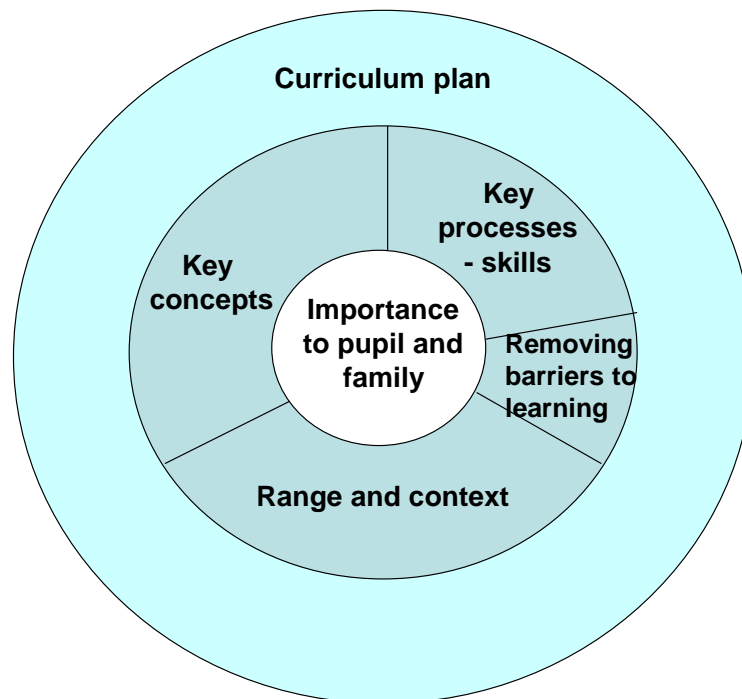 Curriculum plan
Key
processes
- skills
Key
concepts
Importance
to pupil and
family
Removing
barriers to
learning
Range and context